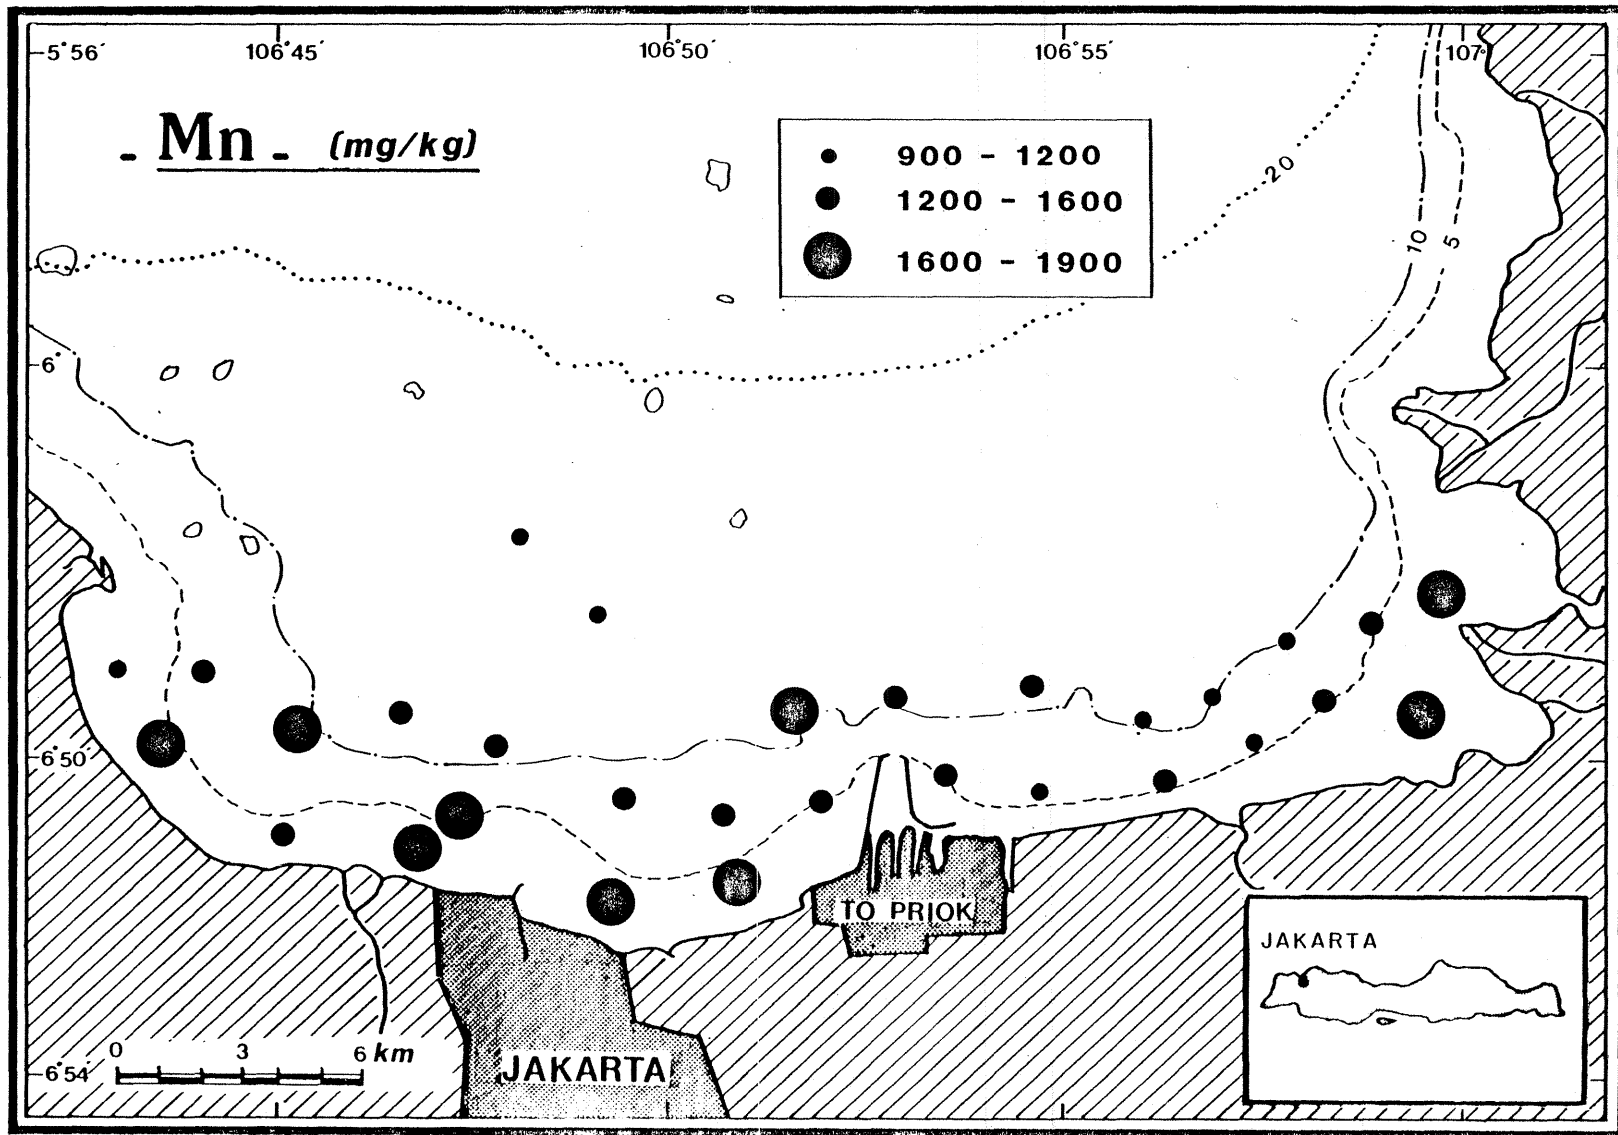 5°56′ 106°45′ 106°50′ 106°55′ 107°
- Mn - (mg/kg)
900 - 1200
1200 - 1600
1600 - 1900
20
10
5
6°
6 50′
TO PRIOK
JAKARTA
0 3 6 km
6°54′
JAKARTA